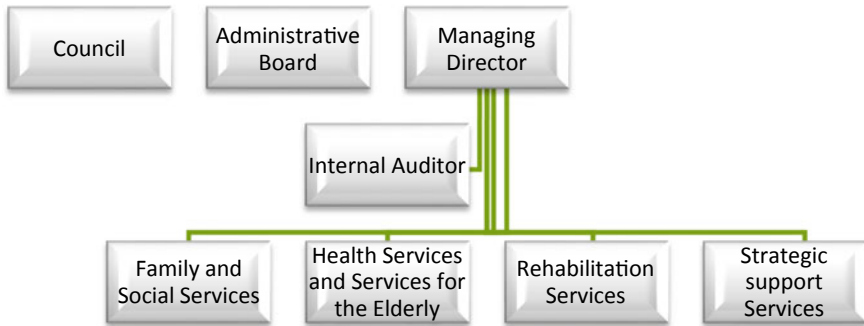 Council
Administrative
Board
Managing
Director
Internal Auditor
Family and
Social Services
Health Services
and Services for
the Elderly
Rehabilitation
Services
Strategic
support
Services